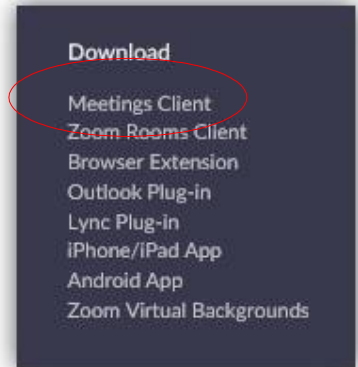 Download
Meetings Client
Zoom Rooms Client
Browser Extension
Outlook Plug-in
Lync Plug-in
iPhone/iPad App
Android App
Zoom Virtual Backgrounds